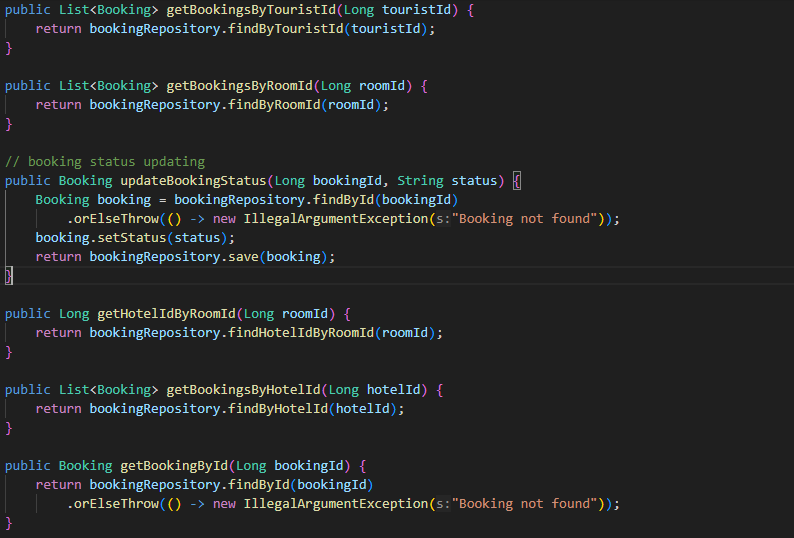 public List<Booking> getBookingsByTouristId(Long touristId) {
    return bookingRepository.findByTouristId(touristId);
}

public List<Booking> getBookingsByRoomId(Long roomId) {
    return bookingRepository.findByRoomId(roomId);
}

// booking status updating
public Booking updateBookingStatus(Long bookingId, String status) {
    Booking booking = bookingRepository.findById(bookingId)
        .orElseThrow(() -> new IllegalArgumentException(s:"Booking not found"));
    booking.setStatus(status);
    return bookingRepository.save(booking);
}

public Long getHotelIdByRoomId(Long roomId) {
    return bookingRepository.findHotelIdByRoomId(roomId);
}

public List<Booking> getBookingsByHotelId(Long hotelId) {
    return bookingRepository.findByHotelId(hotelId);
}

public Booking getBookingById(Long bookingId) {
    return bookingRepository.findById(bookingId)
        .orElseThrow(() -> new IllegalArgumentException(s:"Booking not found"));
}